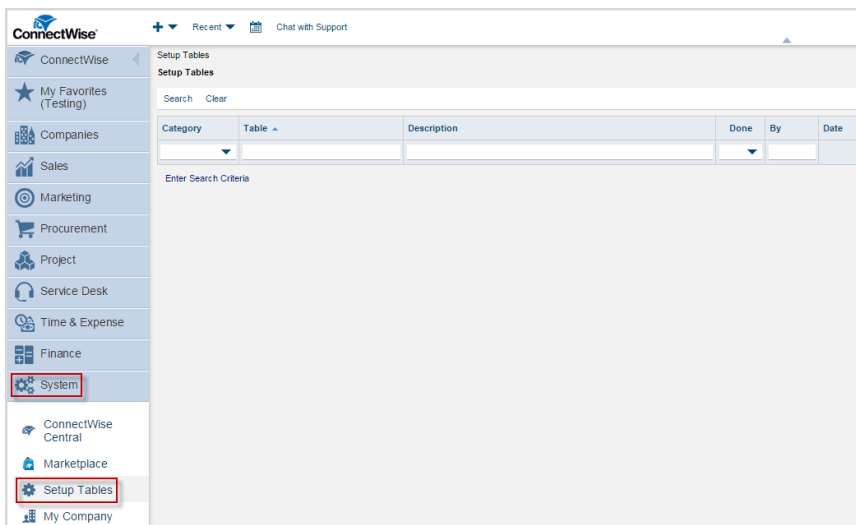 ConnectWise
Recent
Chat with Support
ConnectWise
My Favorites
(Testing)
Companies
Sales
Marketing
Procurement
Project
Service Desk
Time & Expense
Finance
System
ConnectWise
Central
Marketplace
Setup Tables
My Company
Setup Tables
Setup Tables
Search Clear
Category Table Description Done By Date
Enter Search Criteria